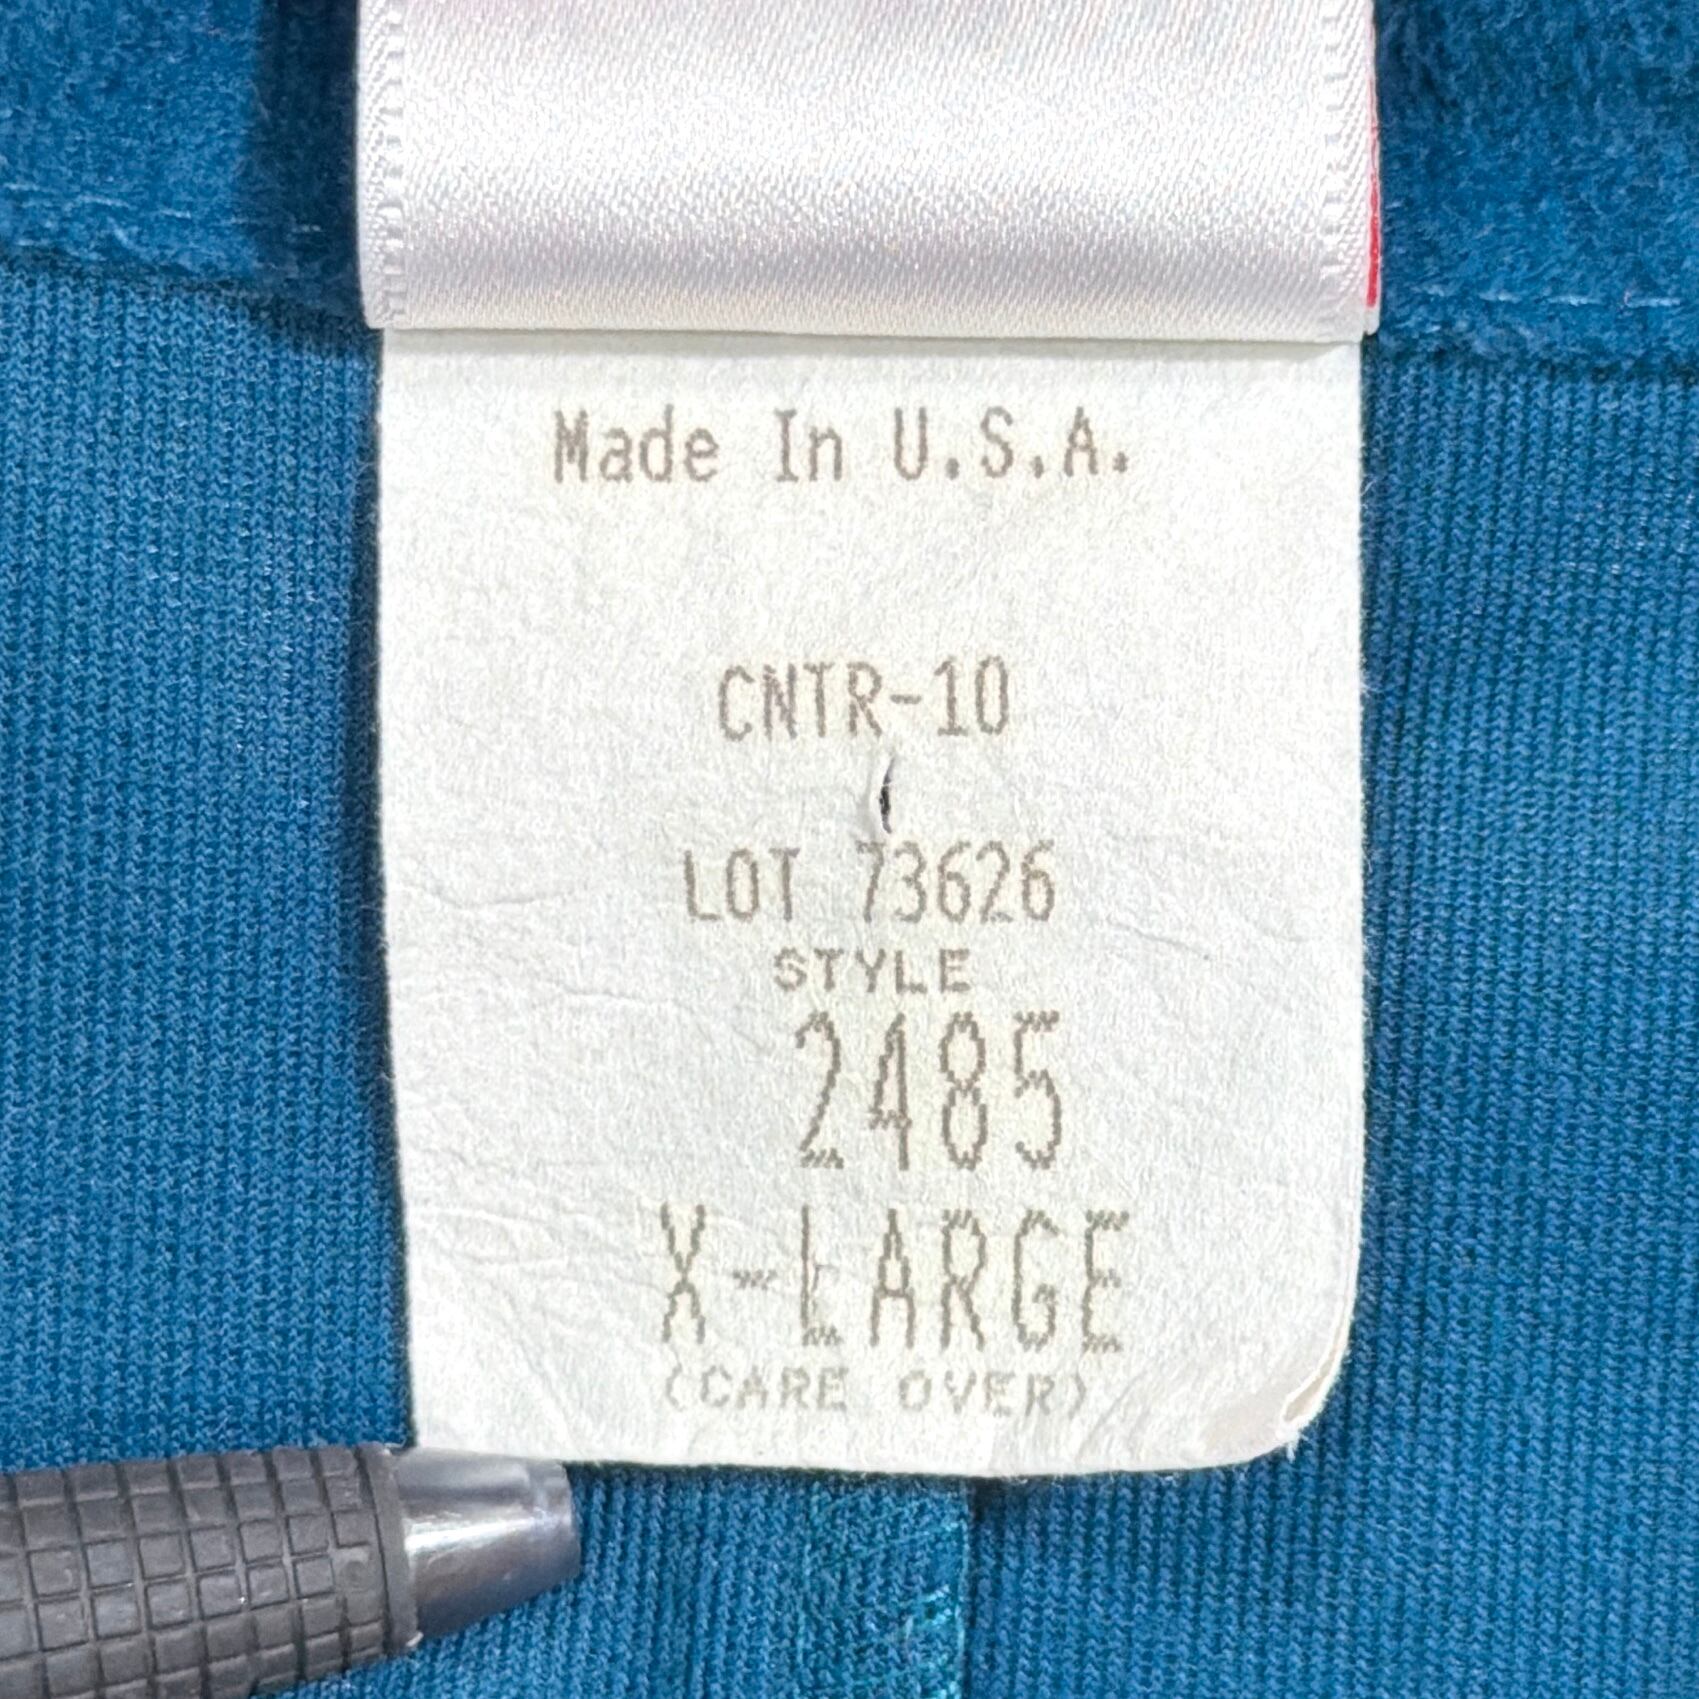 Made In U.S.A.
CNTR-10
LOT 73626
STYLE
2485
X-LARGE
(CARE OVER)